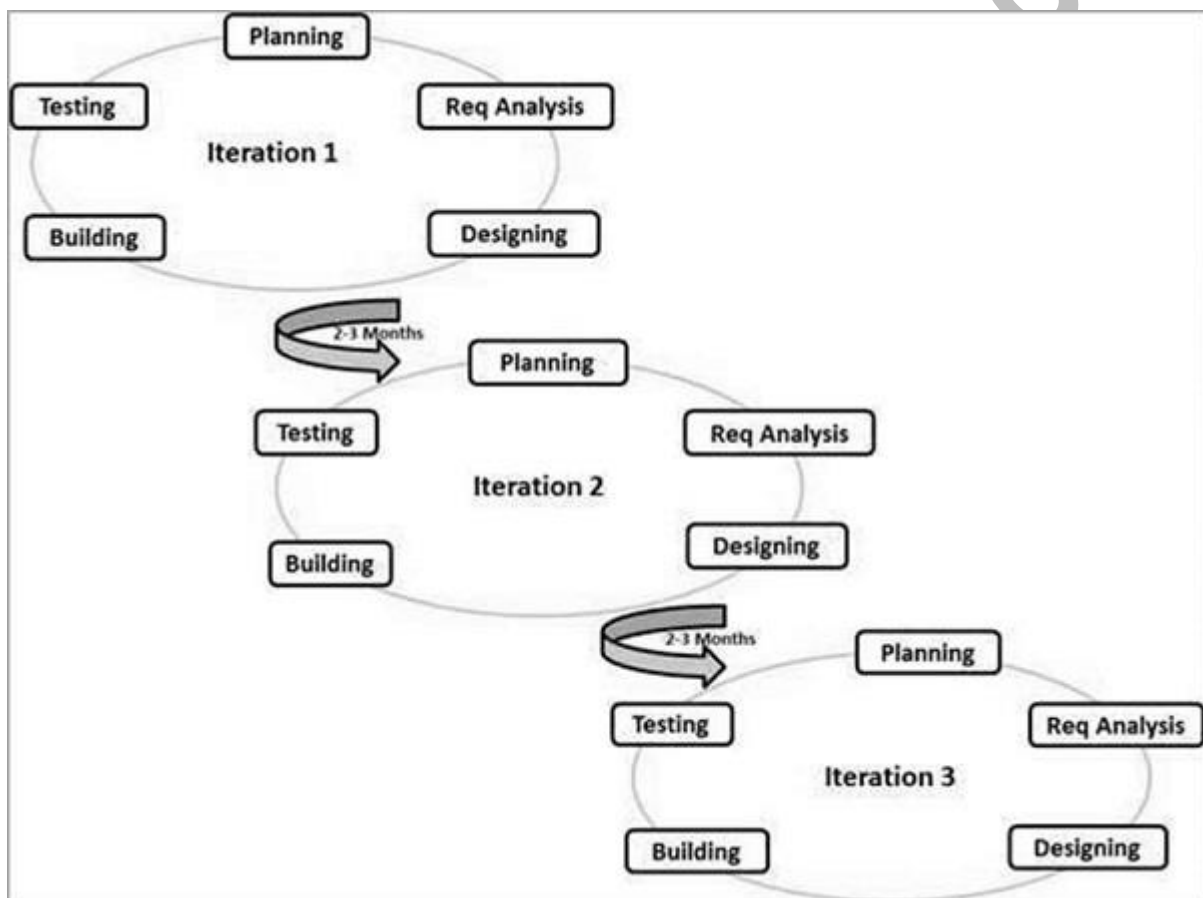 Planning
Testing
Req Analysis
Iteration 1
Building
Designing
2-3 Months
Planning
Testing
Req Analysis
Iteration 2
Building
Designing
2-3 Months
Planning
Testing
Req Analysis
Iteration 3
Building
Designing